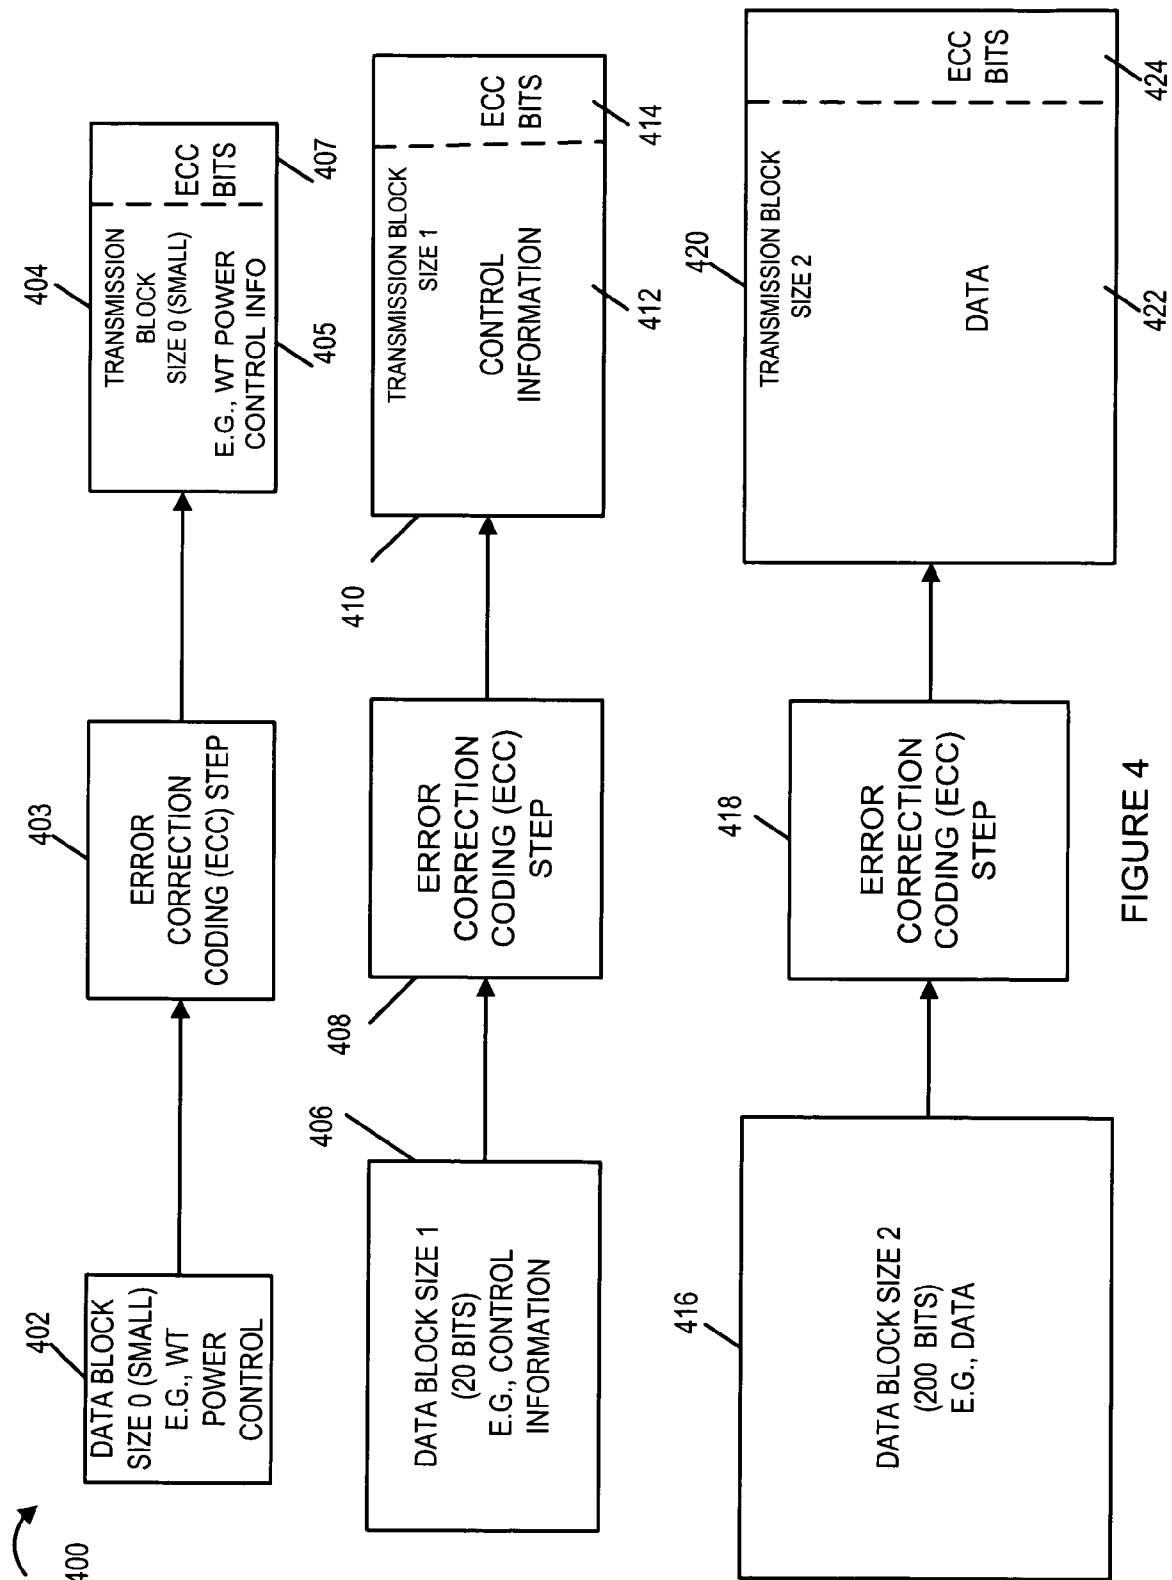 400
402
DATA BLOCK
SIZE 0 (SMALL)
E.G., WT
POWER
CONTROL
403
ERROR
CORRECTION
CODING (ECC) STEP
404
TRANSMISSION
BLOCK
SIZE 0 (SMALL)
E.G., WT POWER
CONTROL INFO
405
ECC
BITS
407
406
DATA BLOCK SIZE 1
(20 BITS)
E.G., CONTROL
INFORMATION
408
ERROR
CORRECTION
CODING (ECC)
STEP
410
TRANSMISSION BLOCK
SIZE 1
CONTROL
INFORMATION
412
ECC
BITS
414
416
DATA BLOCK SIZE 2
(200 BITS)
E.G., DATA
418
ERROR
CORRECTION
CODING (ECC)
STEP
420
TRANSMISSION BLOCK
SIZE 2
DATA
422
ECC
BITS
424
FIGURE 4